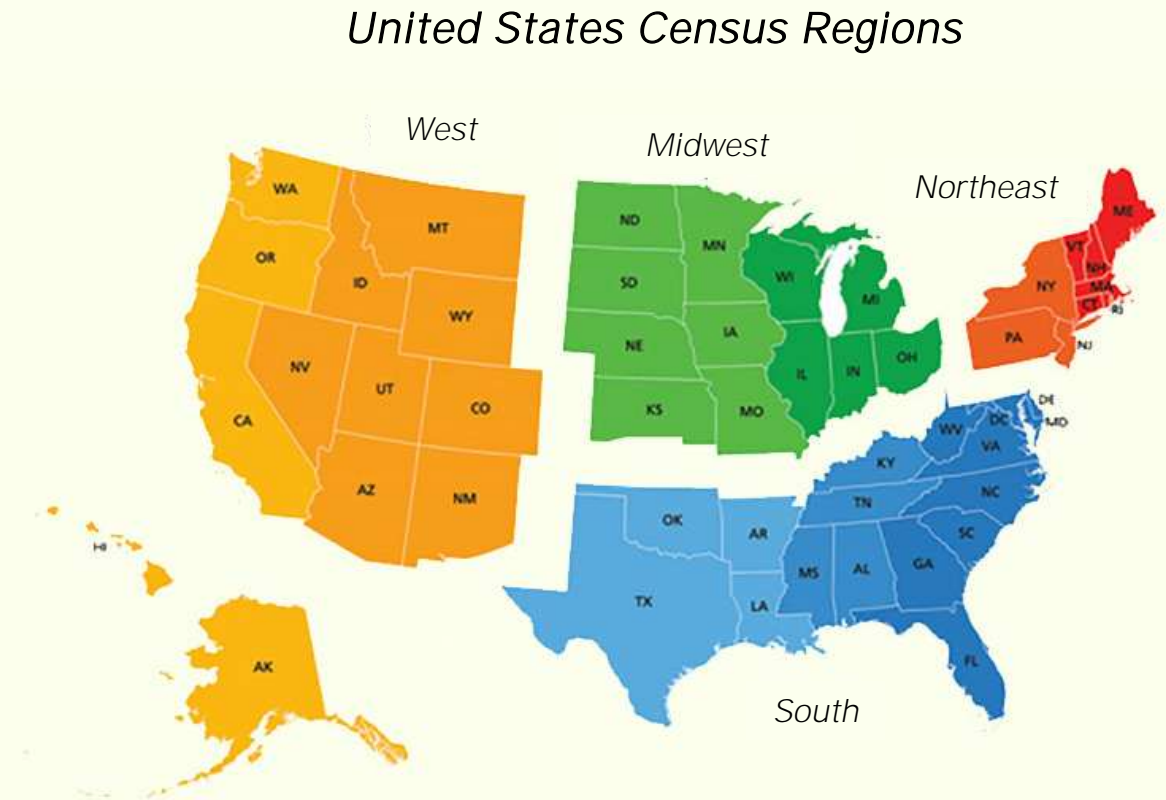 United States Census Regions
West
Midwest
Northeast
WA
MT
OR
ID
WY
NV
UT
CO
CA
AZ
NM
HI
AK
ND
MN
SD
WI
MI
NE
IA
IL
IN
OH
KS
MO
ME
VT
NH
NY
MA
CT
RI
PA
NJ
DE
MD
DC
WV
VA
KY
NC
TN
OK
AR
SC
MS
AL
GA
TX
LA
FL
South